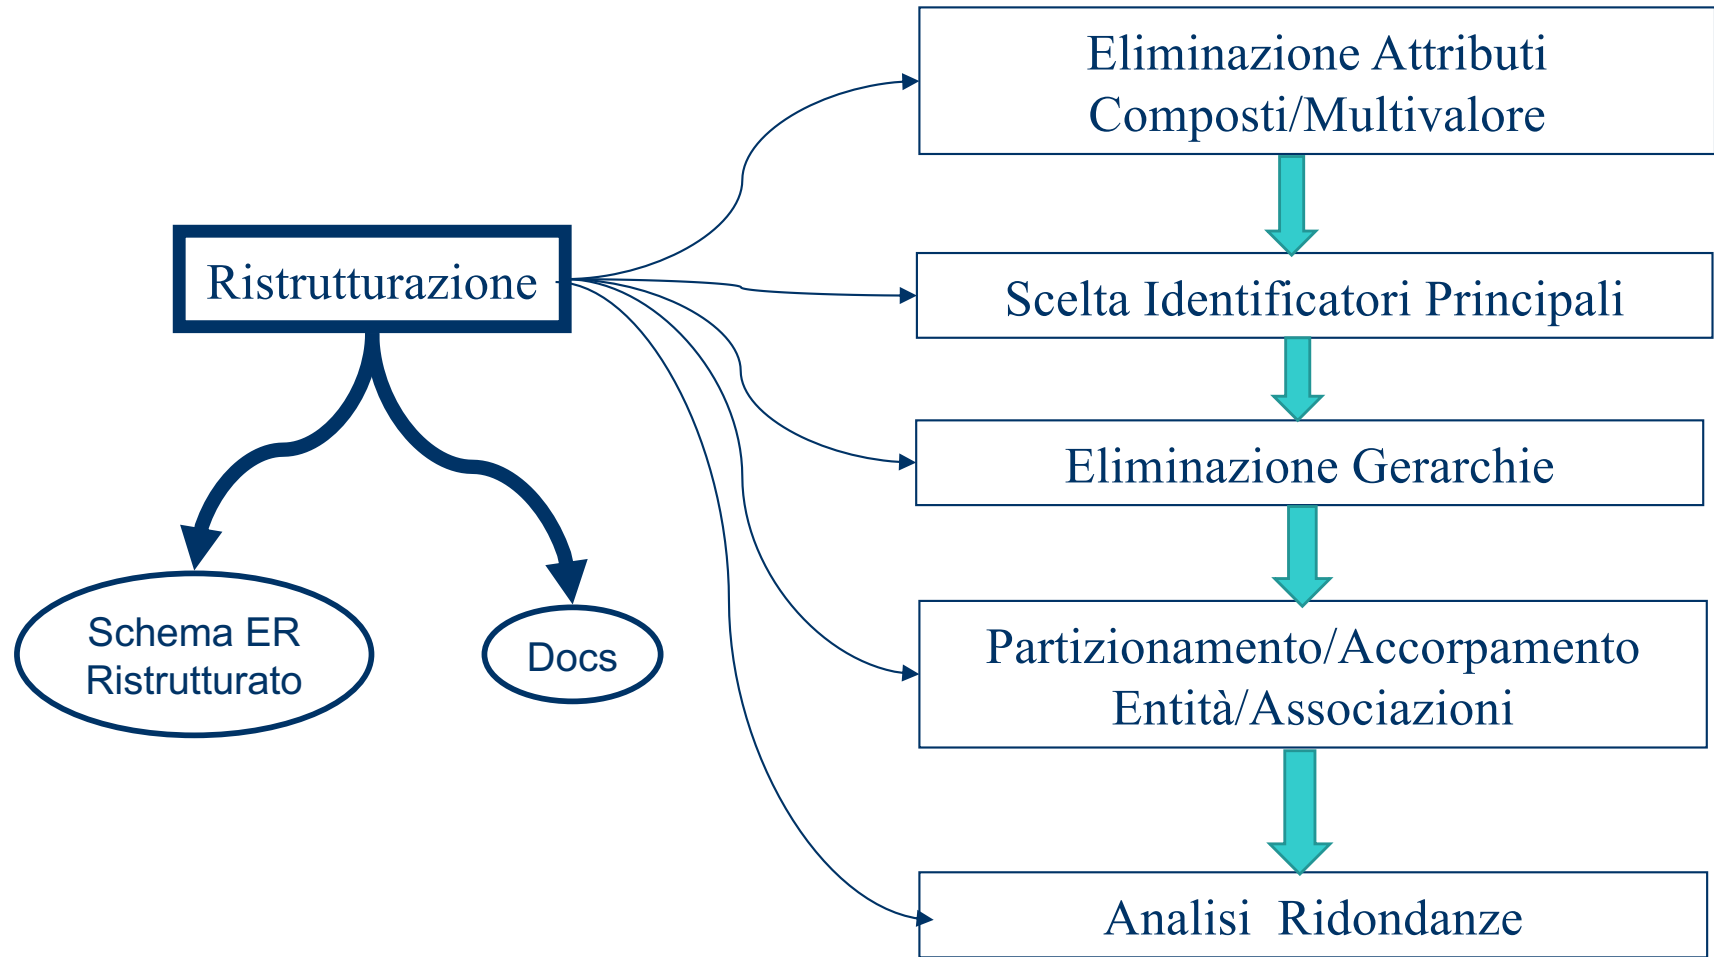 Eliminazione Attributi
Composti/Multivalore
Ristrutturazione
Scelta Identificatori Principali
Eliminazione Gerarchie
Schema ER
Ristrutturato
Docs
Partizionamento/Accorpamento
Entità/Associazioni
Analisi Ridondanze